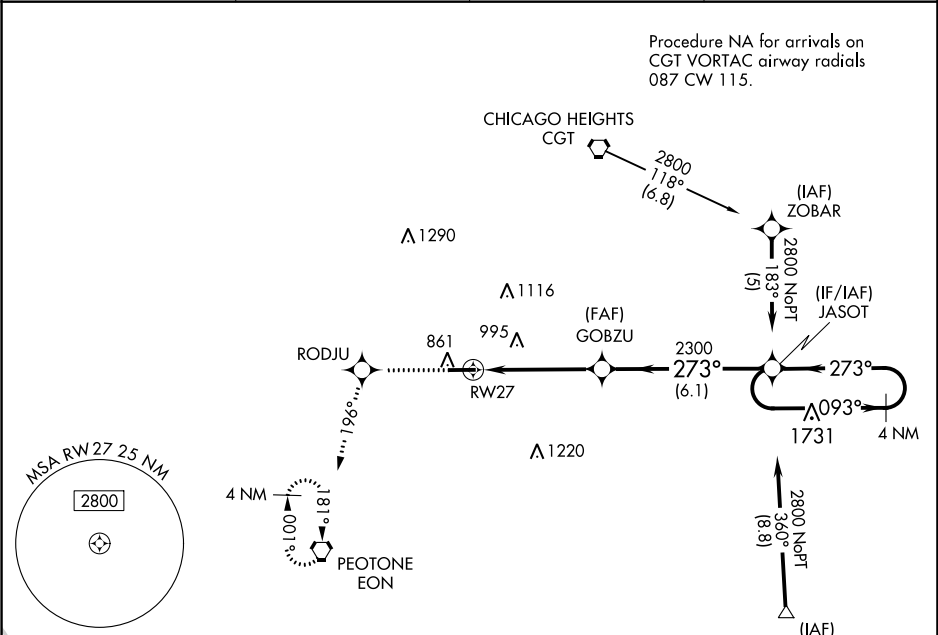 Procedure NA for arrivals on
CGT VORTAC airway radials
087 CW 115.
CHICAGO HEIGHTS
CGT
2800
118°
(6.8)
(IAF)
ZOBAR
2800 NoPT
183°
(5)
(IF/IAF)
JASOT
1290
1116
995
861
(FAF)
GOBZU
RODJU
RW27
2300
273°
(6.1)
273°
093°
1731
4 NM
1220
196°
4 NM
181°
001°
PEOTONE
EON
MSA RW27 25 NM
2800
2800 NoPT
360°
(8.8)
(IAF)